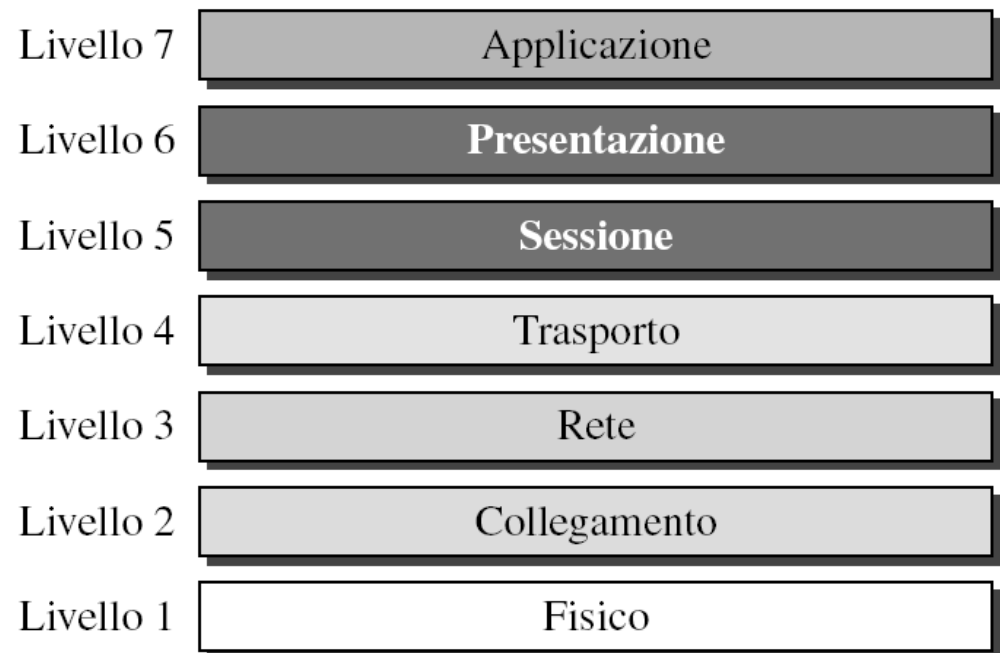 Livello 7 Applicazione
Livello 6 Presentazione
Livello 5 Sessione
Livello 4 Trasporto
Livello 3 Rete
Livello 2 Collegamento
Livello 1 Fisico